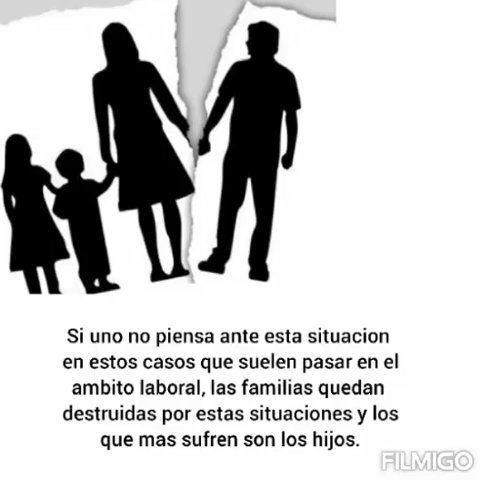 Si uno no piensa ante esta situacion
en estos casos que suelen pasar en el
ambito laboral, las familias quedan
destruidas por estas situaciones y los
que mas sufren son los hijos.
FILMIGO